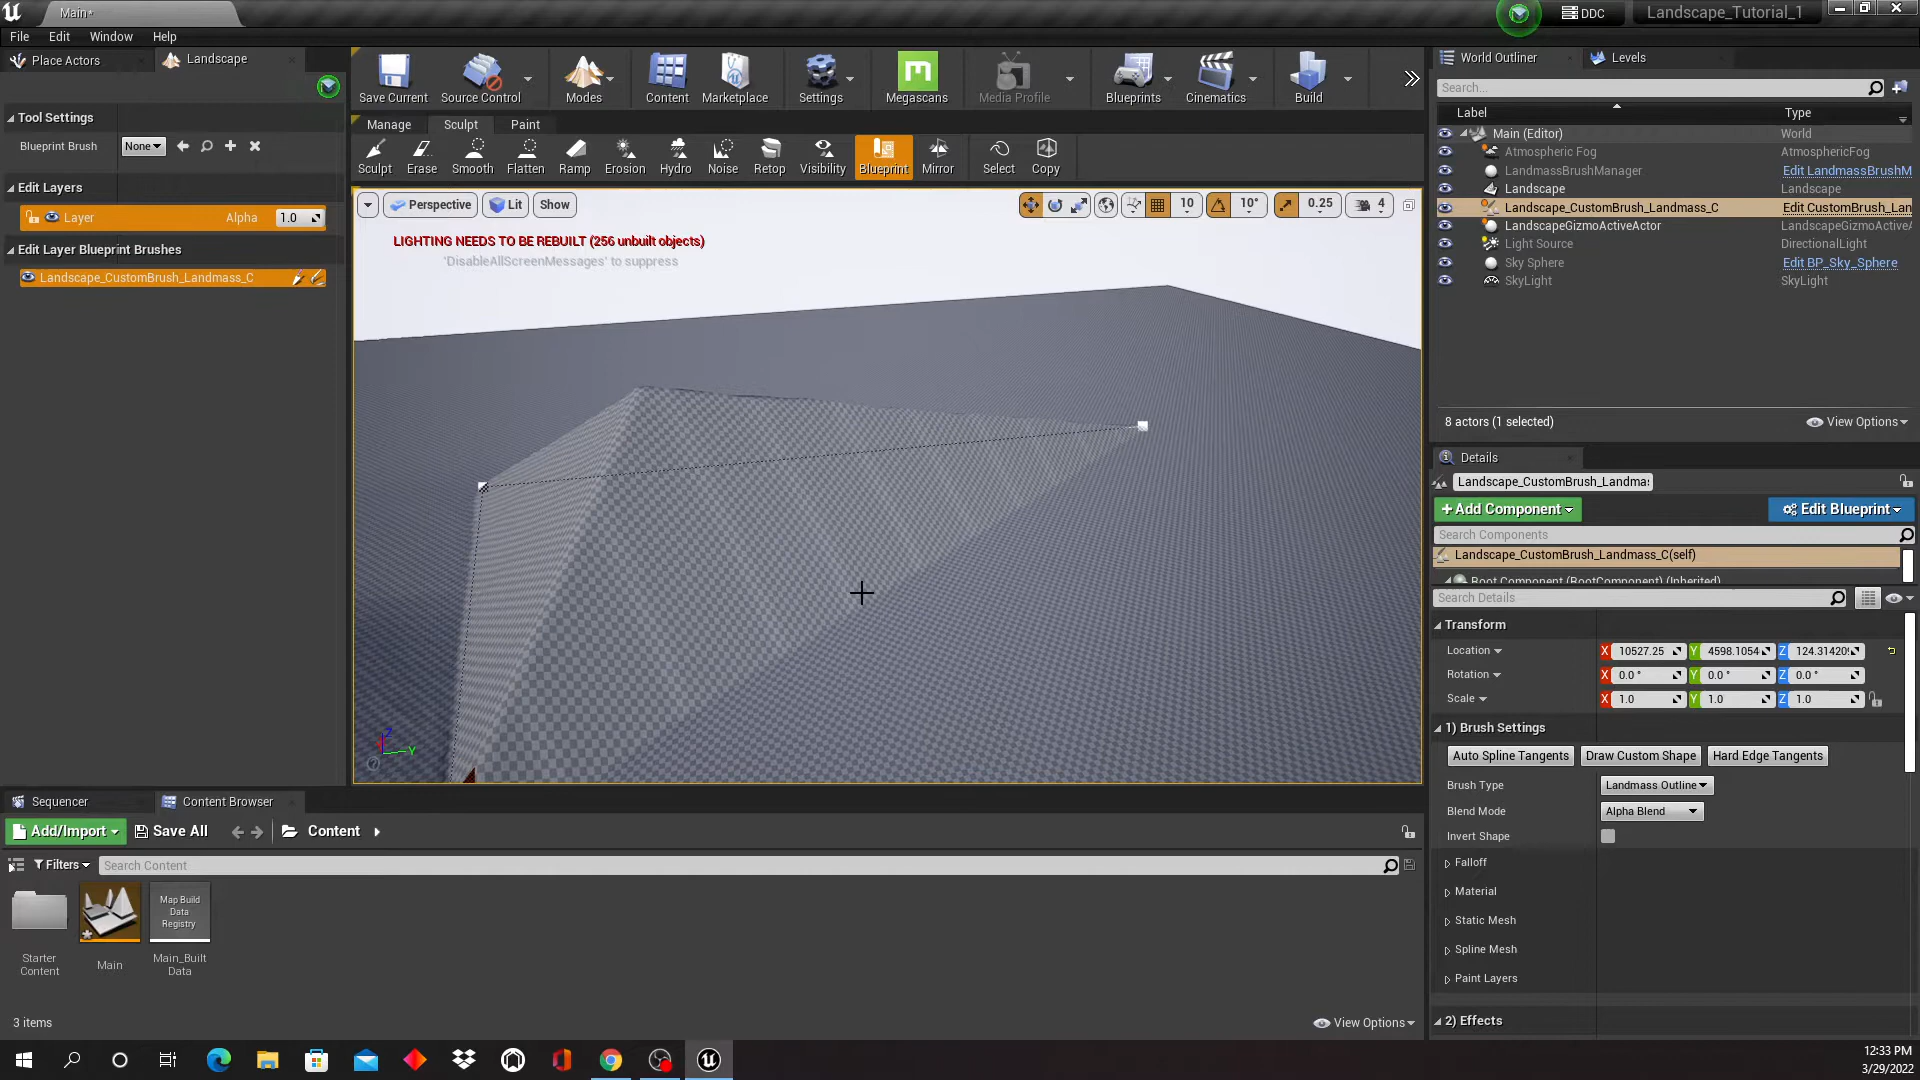 Main*
DDC
Landscape_Tutorial_1
File Edit Window Help
Place Actors
Landscape
Save Current
Source Control
Modes
Content
Marketplace
Settings
Megascans
Media Profile
Blueprints
Cinematics
Build
World Outliner
Levels
Search...
Label
Type
Tool Settings
Blueprint Brush
None
Manage
Sculpt
Paint
Sculpt
Erase
Smooth
Flatten
Ramp
Erosion
Hydro
Noise
Retop
Visibility
Blueprint
Mirror
Select
Copy
Main (Editor)
World
Atmospheric Fog
AtmosphericFog
LandmassBrushManager
Edit LandmassBrushM
Landscape
Landscape
Landscape_CustomBrush_Landmass_C
Edit CustomBrush_Lan
LandscapeGizmoActiveActor
LandscapeGizmoActiveA
Light Source
DirectionalLight
Sky Sphere
Edit BP_Sky_Sphere
SkyLight
SkyLight
Edit Layers
Layer
Alpha
1.0
Edit Layer Blueprint Brushes
Landscape_CustomBrush_Landmass_C
Perspective
Lit
Show
10
10°
0.25
4
LIGHTING NEEDS TO BE REBUILT (256 unbuilt objects)
'DisableAllScreenMessages' to suppress
Z
Y
8 actors (1 selected)
View Options
Details
Landscape_CustomBrush_Landmas
+ Add Component
Edit Blueprint
Search Components
Landscape_CustomBrush_Landmass_C(self)
Root Component (RootComponent) (Inherited)
Search Details
Transform
Location
X 10527.25
Y 4598.1054
Z 124.31420
Rotation
X 0.0 °
Y 0.0 °
Z 0.0 °
Scale
X 1.0
Y 1.0
Z 1.0
1) Brush Settings
Auto Spline Tangents
Draw Custom Shape
Hard Edge Tangents
Brush Type
Landmass Outline
Blend Mode
Alpha Blend
Invert Shape
Falloff
Material
Static Mesh
Spline Mesh
Paint Layers
2) Effects
Sequencer
Content Browser
Add/Import
Save All
Content
Filters
Search Content
Map Build
Data
Registry
Starter
Content
Main
Main_Built
Data
3 items
View Options
12:33 PM
3/29/2022